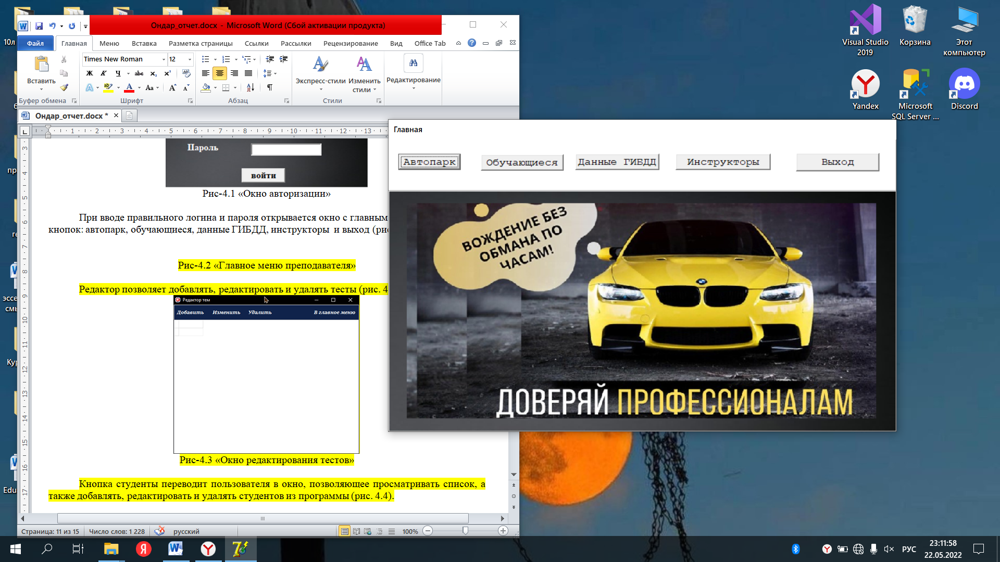 Ондар_отчет.docx - Microsoft Word (Сбой активации продукта)
Файл
Главная
Меню
Вставка
Разметка страницы
Ссылки
Рассылки
Рецензирование
Вид
Office Tab
Вставить
Буфер обмена
Times New Roman
12
Шрифт
Абзац
Экспресс-стили
Изменить стили
Стили
Редактирование
Ондар_отчет.docx *
Пароль
войти
Рис-4.1 «Окно авторизации»
При вводе правильного логина и пароля открывается окно с главным
кнопок: автопарк, обучающиеся, данные ГИБДД, инструкторы и выход (рис
Рис-4.2 «Главное меню преподавателя»
Редактор позволяет добавлять, редактировать и удалять тесты (рис. 4
Редактор тем
Добавить Изменить Удалить В главное меню
Рис-4.3 «Окно редактирования тестов»
Кнопка студенты переводит пользователя в окно, позволяющее просматривать список, а
также добавлять, редактировать и удалять студентов из программы (рис. 4.4).
Страница: 11 из 15
Число слов: 1 228
русский
100%
Главная
Автопарк
Обучающиеся
Данные ГИБДД
Инструкторы
Выход
ВОЖДЕНИЕ БЕЗ
ОБМАНА ПО
ЧАСАМ!
ДОВЕРЯЙ ПРОФЕССИОНАЛАМ
Visual Studio
2019
Корзина
Этот
компьютер
Yandex
Microsoft
SQL Server ...
Discord
10л
пр
эссе
смы
Ку
Edu
РУС
23:11:58
22.05.2022